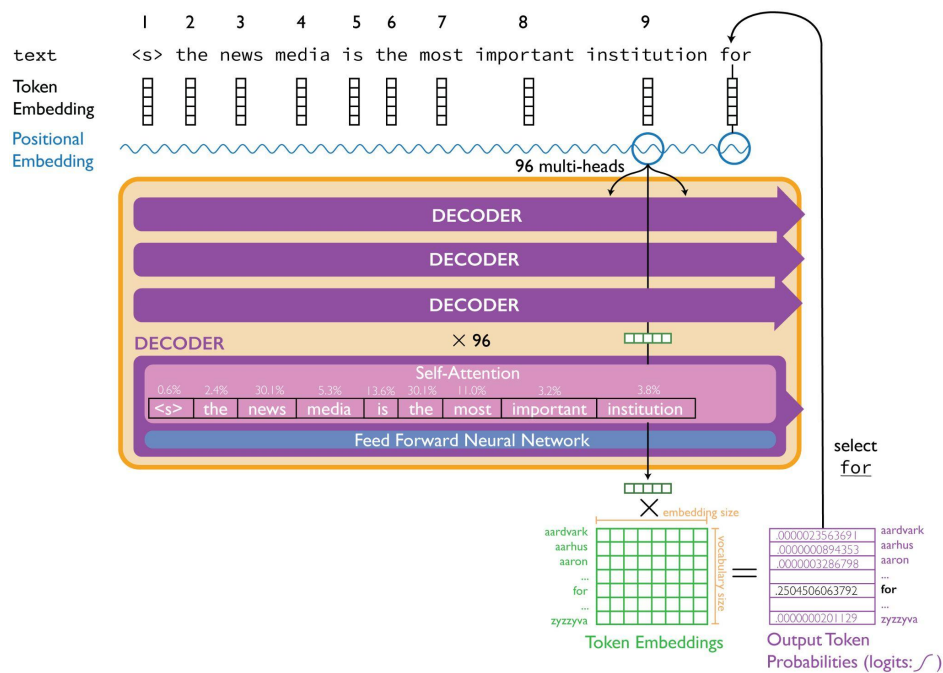 1 2 3 4 5 6 7 8 9
text <s> the news media is the most important institution for
Token
Embedding
Positional
Embedding
96 multi-heads
DECODER
DECODER
DECODER
DECODER
× 96
Self-Attention
0.6% 2.4% 30.1% 5.3% 13.6% 30.1% 11.0% 3.2% 3.8%
<s> the news media is the most important institution
Feed Forward Neural Network
select
for
×
embedding size
vocabulary size
aardvark
aarhus
aaron
...
for
...
zyzzyva
Token Embeddings
=
.0000023563691 aardvark
.0000000894353 aarhus
.0000003286798 aaron
...
.2504506063792 for
...
.0000000201129 zyzzyva
Output Token
Probabilities (logits: ∫ )